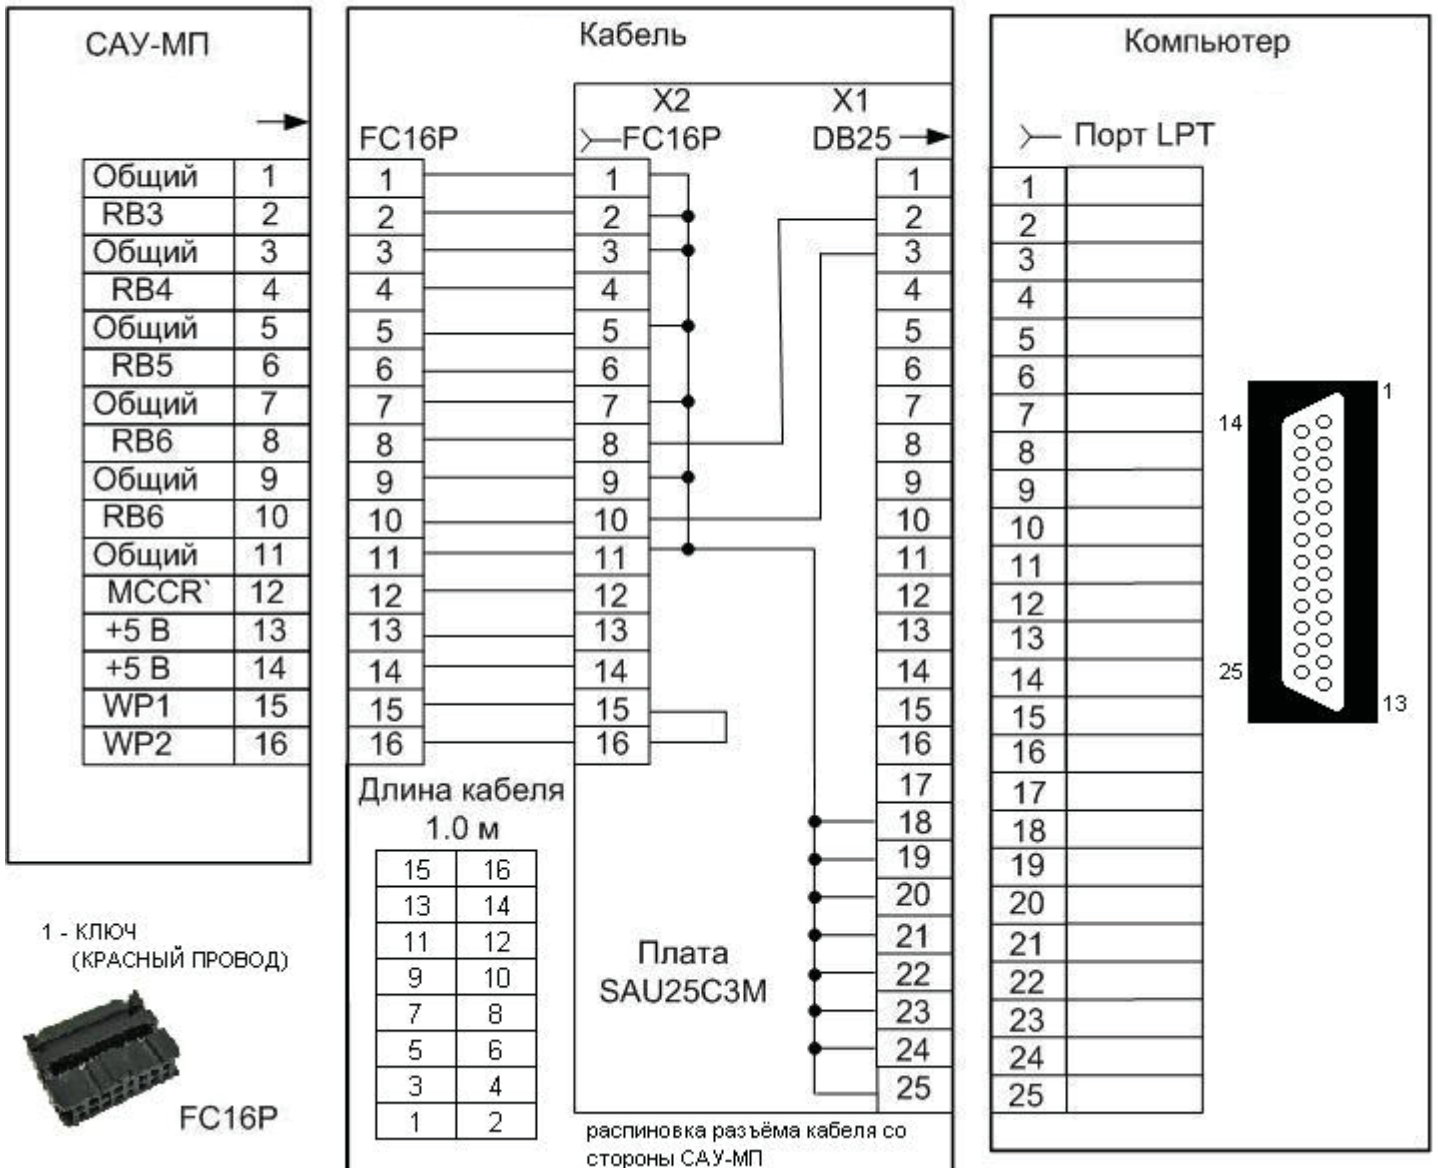 САУ-МП
Общий 1
RB3 2
Общий 3
RB4 4
Общий 5
RB5 6
Общий 7
RB6 8
Общий 9
RB6 10
Общий 11
MCCR` 12
+5 В 13
+5 В 14
WP1 15
WP2 16
1 - КЛЮЧ
(КРАСНЫЙ ПРОВОД)
FC16P
Кабель
FC16P
1
2
3
4
5
6
7
8
9
10
11
12
13
14
15
16
Длина кабеля
1.0 м
15 16
13 14
11 12
9 10
7 8
5 6
3 4
1 2
X2
FC16P
1
2
3
4
5
6
7
8
9
10
11
12
13
14
15
16
X1
DB25
1
2
3
4
5
6
7
8
9
10
11
12
13
14
15
16
17
18
19
20
21
22
23
24
25
Плата
SAU25C3M
распиновка разъёма кабеля со
стороны САУ-МП
Компьютер
Порт LPT
1
2
3
4
5
6
7
8
9
10
11
12
13
14
15
16
17
18
19
20
21
22
23
24
25
1
14
25
13